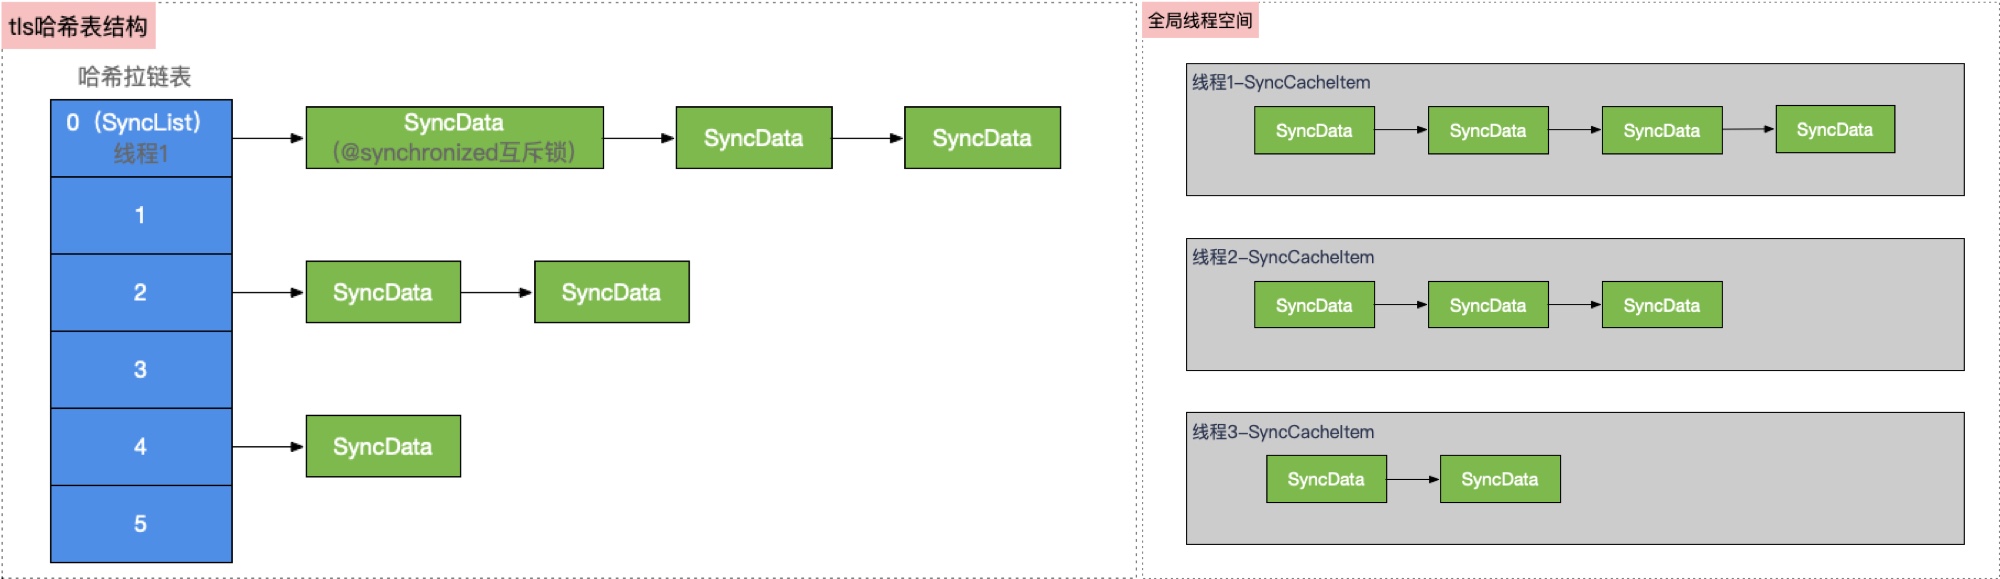 tls哈希表结构
哈希拉链表
0（SyncList）
线程1
SyncData
（@synchronized互斥锁）
SyncData
SyncData
1
2
SyncData
SyncData
3
4
SyncData
5
全局线程空间
线程1-SyncCacheItem
SyncData
SyncData
SyncData
SyncData
线程2-SyncCacheItem
SyncData
SyncData
SyncData
线程3-SyncCacheItem
SyncData
SyncData